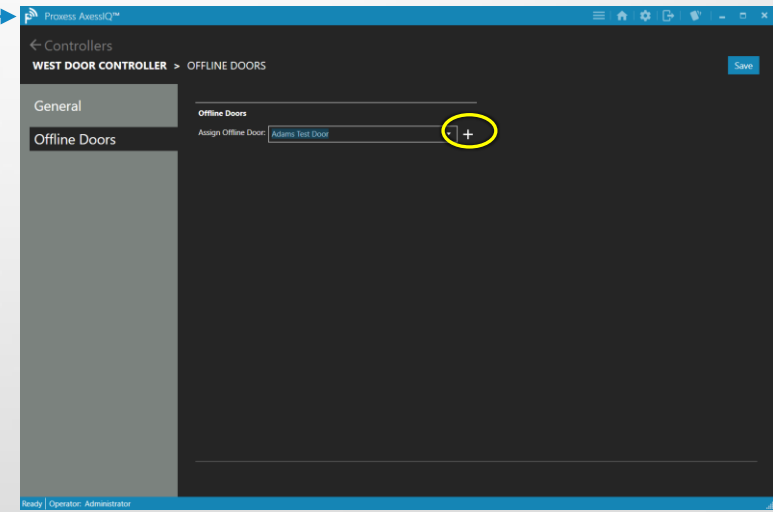 Proxess AxessIQ™
Controllers
WEST DOOR CONTROLLER > OFFLINE DOORS
Save
General
Offline Doors
Offline Doors
Assign Offline Door: Adams Test Door
Ready Operator: Administrator